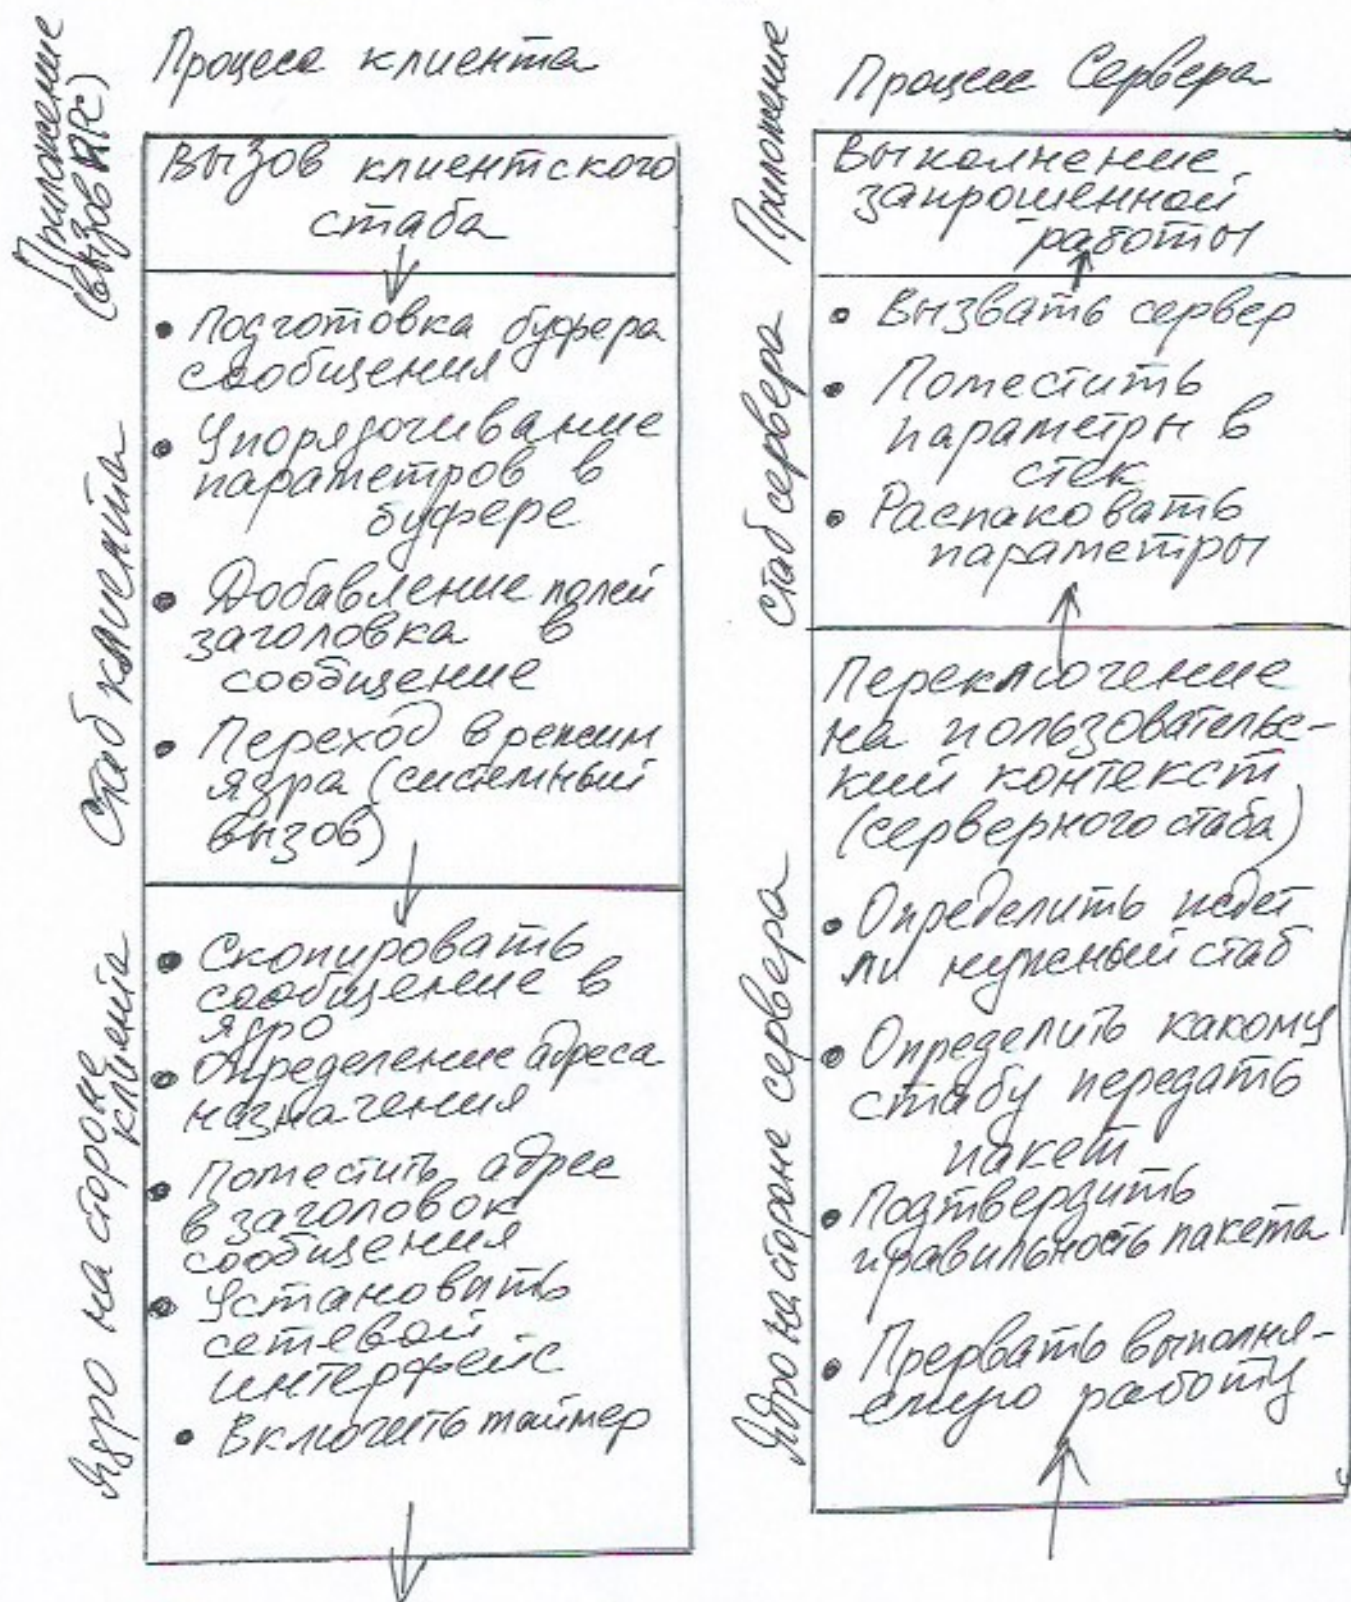 Приложение
(вызов RPC)
Процесс клиента
Вызов клиентского
стаба
Стаб клиента
• Подготовка буфера
сообщения
• Упорядочивание
параметров в
буфере
• Добавление полей
заголовка в
сообщение
• Переход в режим
ядра (системный
вызов)
Ядро на стороне
клиента
• Скопировать
сообщение в
ядро
• Определение адреса
назначения
• Поместить адрес
в заголовок
сообщения
• Установить
сетевой
интерфейс
• Включить таймер
Приложение
Процесс Сервера
Выполнение
запрошенной
работы
стаб сервера
• Вызвать сервер
• Поместить
параметры в
стек
• Распаковать
параметры
Ядро на стороне сервера
Переключение
на пользователь-
кий контекст
(серверного стаба)
• Определить
ли нужный стаб
• Определить какому
стабу передать
пакет
• Подтвердить
правильность пакета
• Прервать выполня-
емую работу